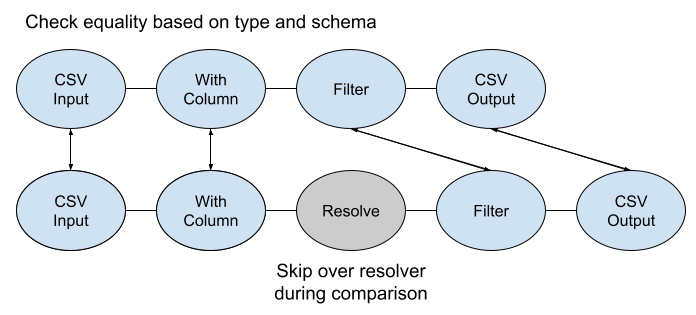 Check equality based on type and schema
CSV
Input
With
Column
Filter
CSV
Output
CSV
Input
With
Column
Resolve
Filter
CSV
Output
Skip over resolver
during comparison